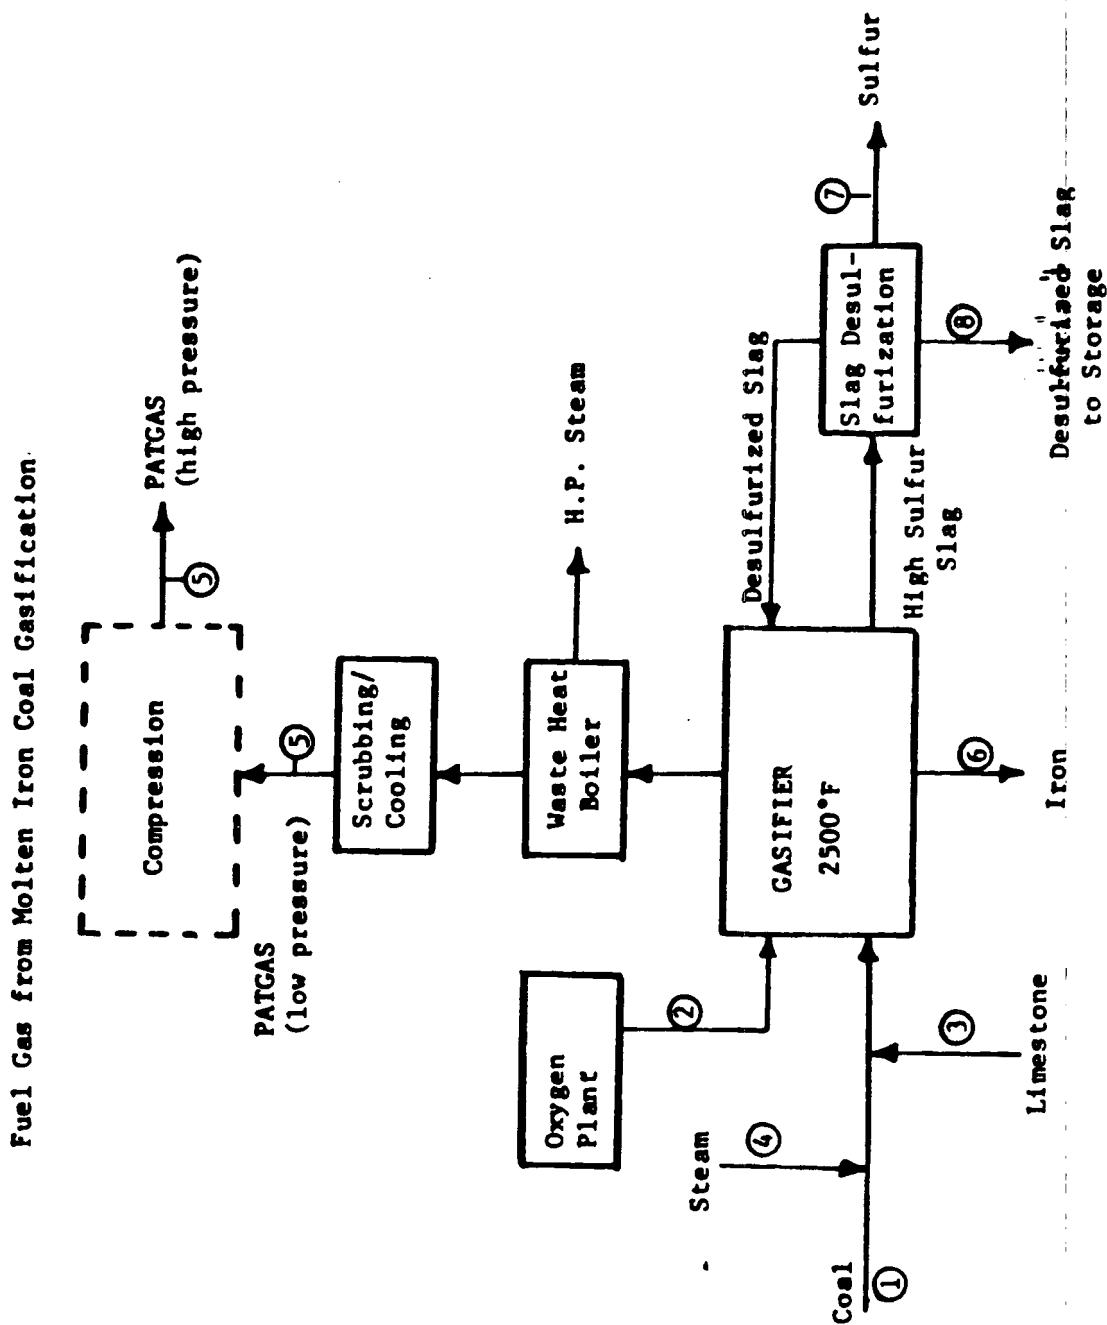 Fuel Gas from Molten Iron Coal Gasification
Compression
PATGAS
(high pressure)
5
PATGAS
(low pressure)
5
Scrubbing/
Cooling
Oxygen
Plant
Waste Heat
Boiler
H.P. Steam
2
Steam
4
GASIFIER
2500°F
Desulfurized Slag
Slag Desul-
furization
7
Sulfur
Coal
1
High Sulfur
Slag
3
Limestone
6
Iron
8
Desulfurized Slag
to Storage